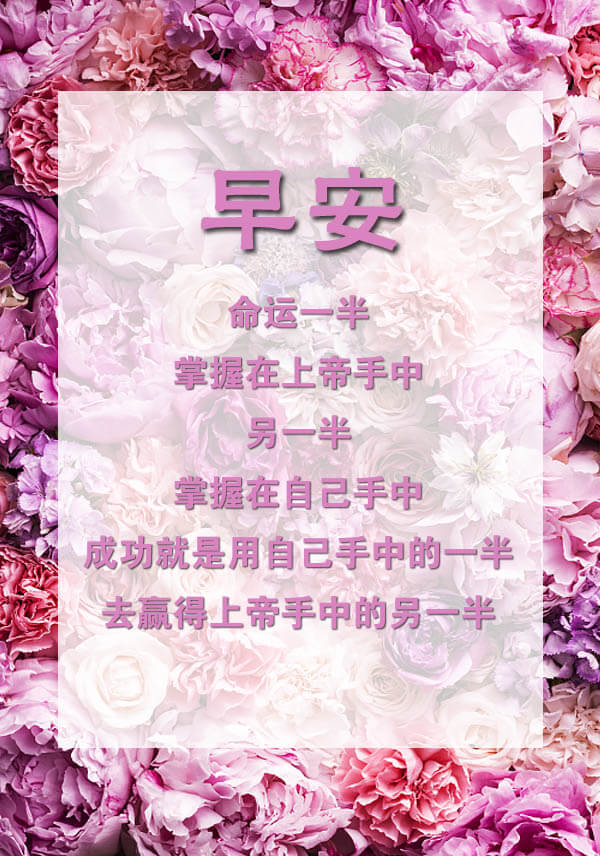 早安
命运一半
掌握在上帝手中
另一半
掌握在自己手中
成功就是用自己手中的一半
去赢得上帝手中的另一半